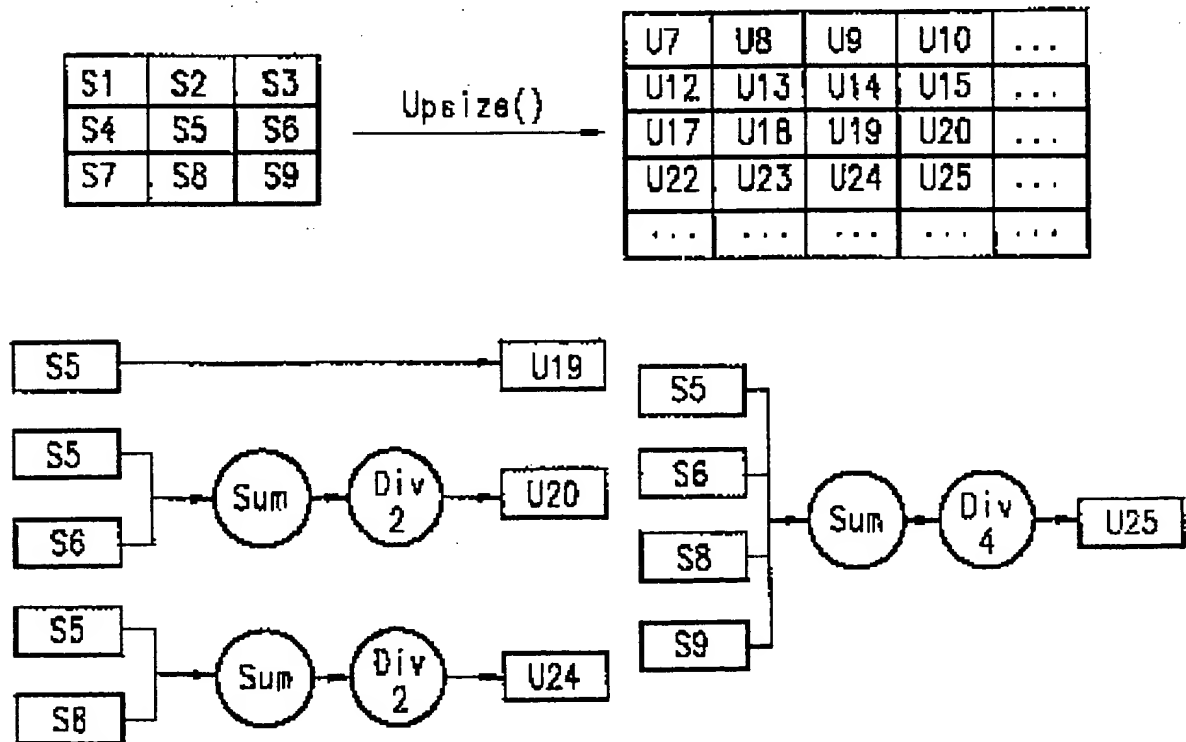 S1 S2 S3
S4 S5 S6
S7 S8 S9
Upsize()
U7 U8 U9 U10 ...
U12 U13 U14 U15 ...
U17 U18 U19 U20 ...
U22 U23 U24 U25 ...
... ... ... ... ...
S5 U19
S5
S6
Sum
Div
2
U20
S5
S8
Sum
Div
2
U24
S5
S6
S8
S9
Sum
Div
4
U25